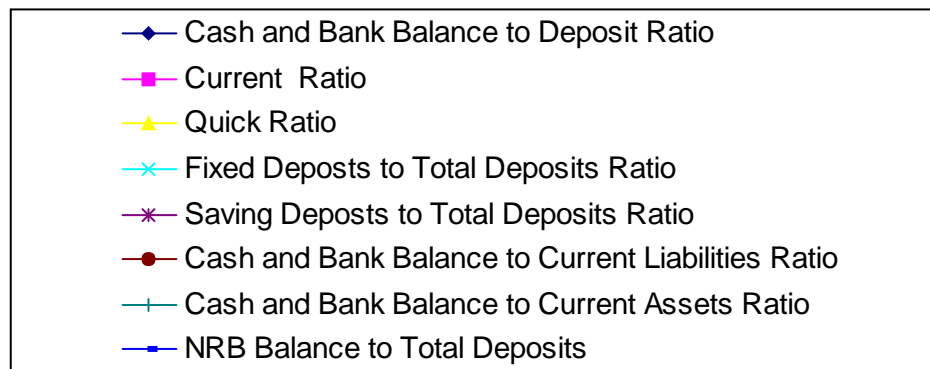 Cash and Bank Balance to Deposit Ratio
Current Ratio
Quick Ratio
Fixed Deposts to Total Deposits Ratio
Saving Deposts to Total Deposits Ratio
Cash and Bank Balance to Current Liabilities Ratio
Cash and Bank Balance to Current Assets Ratio
NRB Balance to Total Deposits